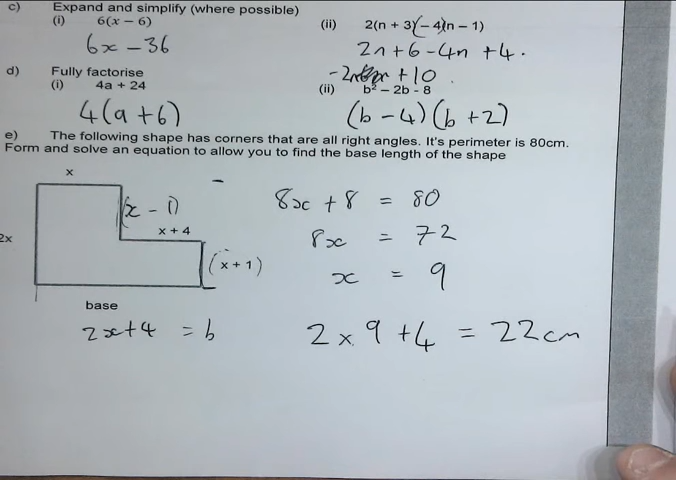 c) Expand and simplify (where possible)
(i) 6(x – 6)
(ii) 2(n + 3)(– 4(n – 1)
6x – 36
2n + 6 – 4n + 4 .
– 2n + 10 .
d) Fully factorise
(i) 4a + 24
(ii) b² – 2b - 8
4(a + 6)
(b – 4)(b + 2)
e) The following shape has corners that are all right angles. It's perimeter is 80cm.
Form and solve an equation to allow you to find the base length of the shape
x
(x – 1)
x + 4
2x
(x + 1)
base
2x + 4 = b
8x + 8 = 80
8x = 72
x = 9
2 x 9 + 4 = 22cm